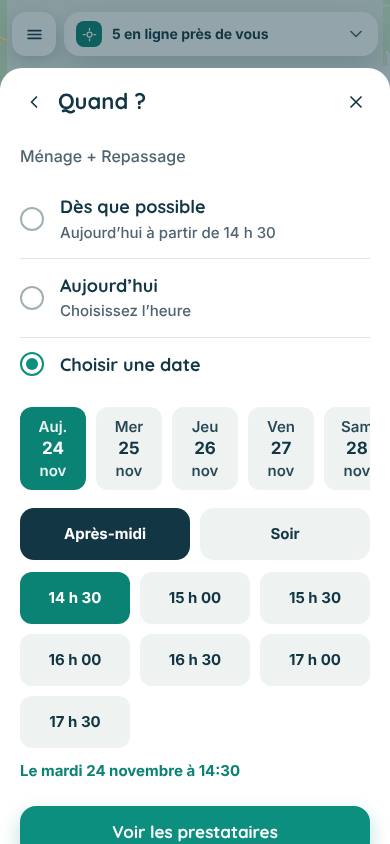 5 en ligne près de vous
Quand ?
Ménage + Repassage
Dès que possible
Aujourd’hui à partir de 14 h 30
Aujourd’hui
Choisissez l’heure
Choisir une date
Auj. Mer Jeu Ven Sam
24 25 26 27 28
nov nov nov nov nov
Après-midi Soir
14 h 30 15 h 00 15 h 30
16 h 00 16 h 30 17 h 00
17 h 30
Le mardi 24 novembre à 14:30
Voir les prestataires